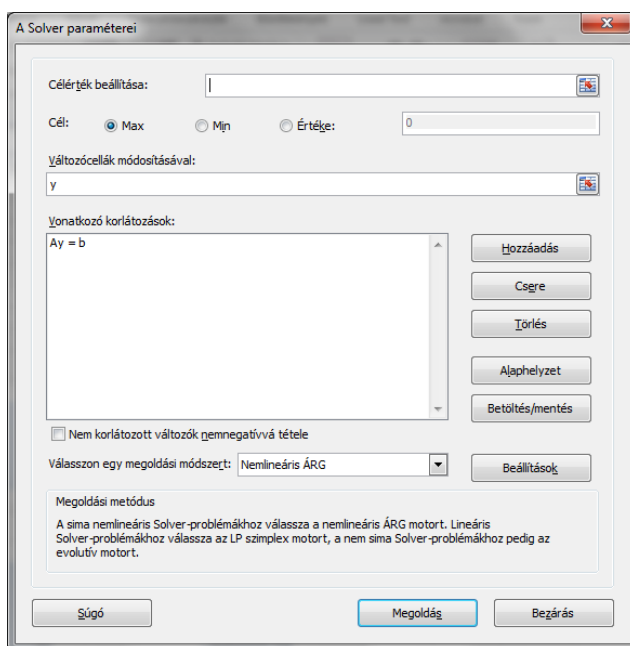 A Solver paraméterei
Célérték beállítása:
Cél: Max Min Értéke: 0
Változócellák módosításával:
y
Vonatkozó korlátozások:
Ay = b
Hozzáadás
Csere
Törlés
Alaphelyzet
Betöltés/mentés
Nem korlátozott változók nemnegatívvá tétele
Válasszon egy megoldási módszert: Nemlineáris ÁRG Beállítások
Megoldási metódus
A sima nemlineáris Solver-problémákhoz válassza a nemlineáris ÁRG motort. Lineáris
Solver-problémákhoz válassza az LP szimplex motort, a nem sima Solver-problémákhoz pedig az
evolutív motort.
Súgó Megoldás Bezárás